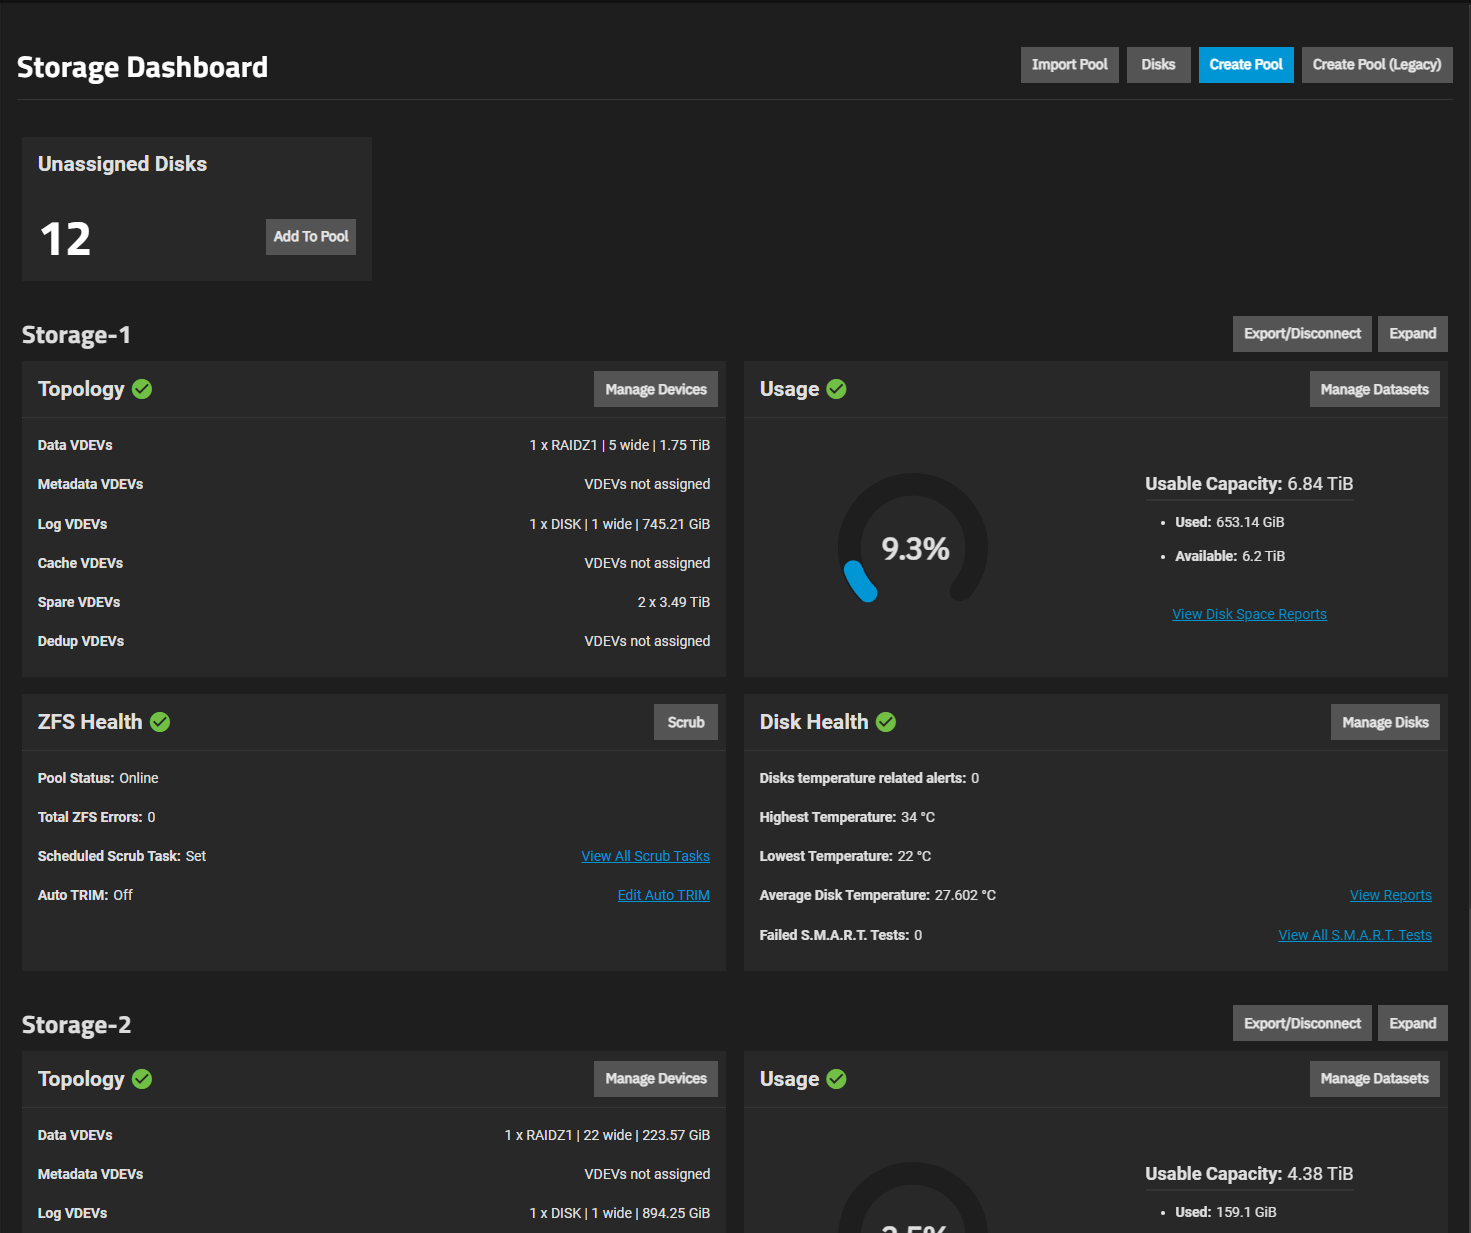 Storage Dashboard
Import Pool
Disks
Create Pool
Create Pool (Legacy)
Unassigned Disks
12
Add To Pool
Storage-1
Export/Disconnect
Expand
Topology
Manage Devices
Data VDEVs
1 x RAIDZ1 | 5 wide | 1.75 TiB
Metadata VDEVs
VDEVs not assigned
Log VDEVs
1 x DISK | 1 wide | 745.21 GiB
Cache VDEVs
VDEVs not assigned
Spare VDEVs
2 x 3.49 TiB
Dedup VDEVs
VDEVs not assigned
Usage
Manage Datasets
9.3%
Usable Capacity: 6.84 TiB
• Used: 653.14 GiB
• Available: 6.2 TiB
View Disk Space Reports
ZFS Health
Scrub
Pool Status: Online
Total ZFS Errors: 0
Scheduled Scrub Task: Set
View All Scrub Tasks
Auto TRIM: Off
Edit Auto TRIM
Disk Health
Manage Disks
Disks temperature related alerts: 0
Highest Temperature: 34 °C
Lowest Temperature: 22 °C
Average Disk Temperature: 27.602 °C
View Reports
Failed S.M.A.R.T. Tests: 0
View All S.M.A.R.T. Tests
Storage-2
Export/Disconnect
Expand
Topology
Manage Devices
Data VDEVs
1 x RAIDZ1 | 22 wide | 223.57 GiB
Metadata VDEVs
VDEVs not assigned
Log VDEVs
1 x DISK | 1 wide | 894.25 GiB
Usage
Manage Datasets
Usable Capacity: 4.38 TiB
• Used: 159.1 GiB